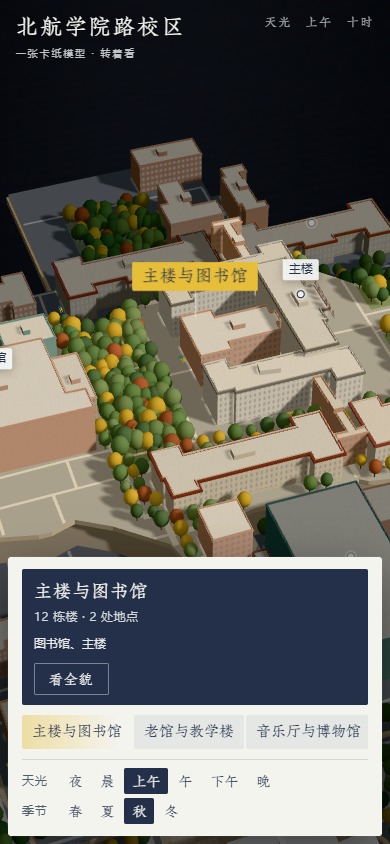 北航学院路校区
天光 上午 十时
一张卡纸模型 · 转着看
主楼与图书馆
主楼
馆
主楼与图书馆
12 栋楼 · 2 处地点
图书馆、主楼
看全貌
主楼与图书馆 老馆与教学楼 音乐厅与博物馆
天光 夜 晨 上午 午 下午 晚
季节 春 夏 秋 冬